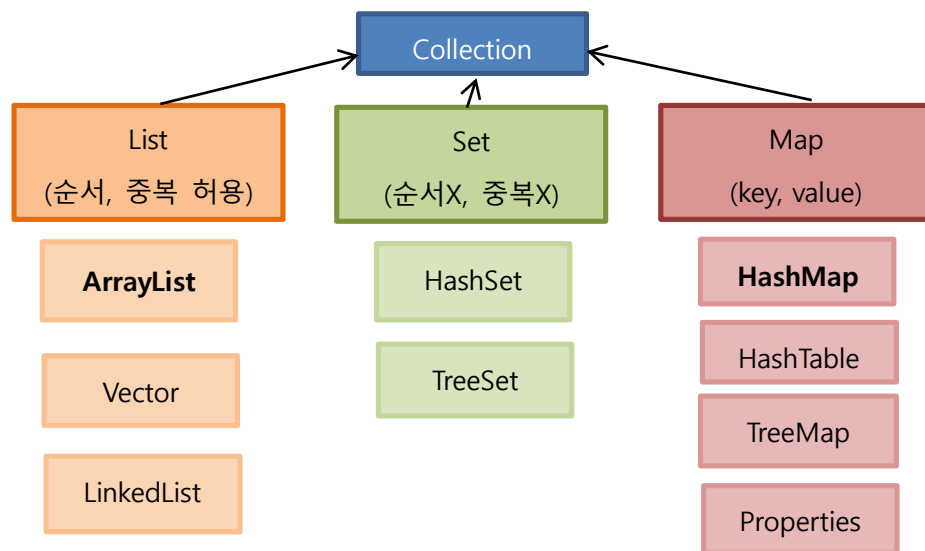 Collection
List
(순서, 중복 허용)
Set
(순서X, 중복X)
Map
(key, value)
ArrayList
HashSet
HashMap
Vector
TreeSet
HashTable
TreeMap
LinkedList
Properties